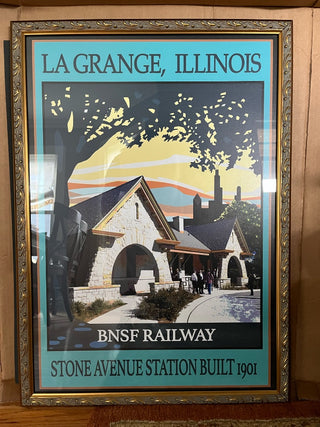 LA GRANGE, ILLINOIS
BNSF RAILWAY
STONE AVENUE STATION BUILT 1901